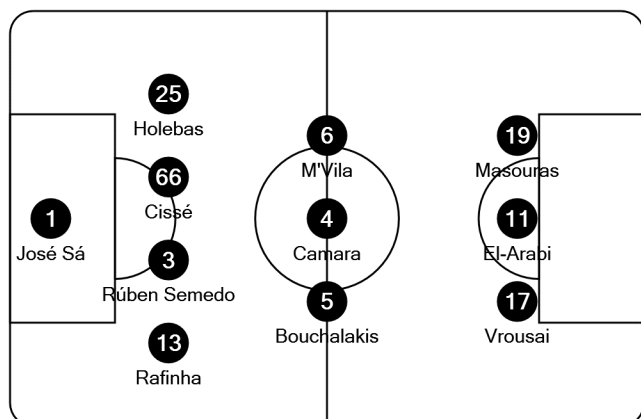 25
Holebas
6
M'Vila
19
Masouras
66
Cissé
1
José Sá
4
Camara
11
El-Arabi
3
Rúben Semedo
5
Bouchalakis
17
Vrousai
13
Rafinha